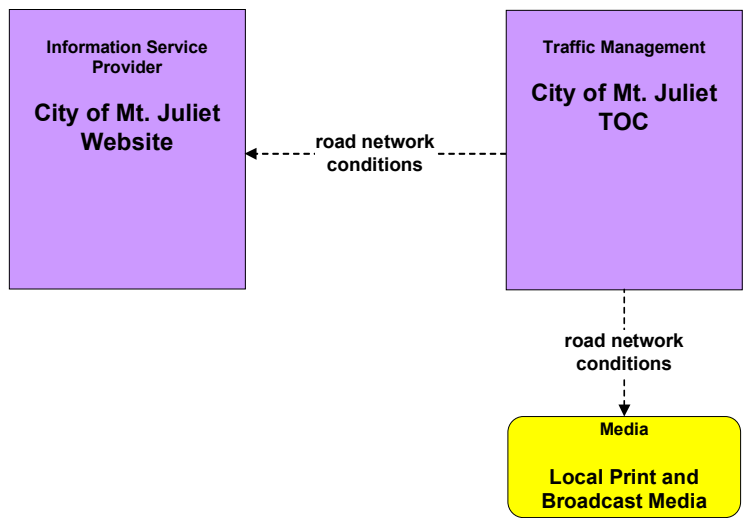 Information Service
Provider
City of Mt. Juliet
Website
road network
conditions
Traffic Management
City of Mt. Juliet
TOC
road network
conditions
Media
Local Print and
Broadcast Media